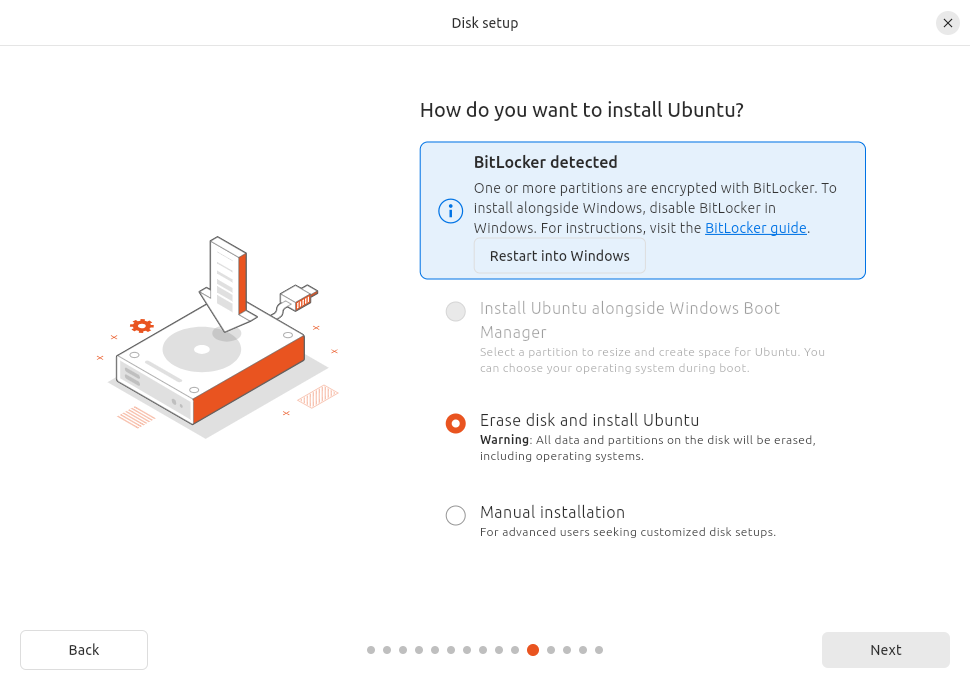 Disk setup
How do you want to install Ubuntu?
BitLocker detected
One or more partitions are encrypted with BitLocker. To
install alongside Windows, disable BitLocker in
Windows. For instructions, visit the BitLocker guide.
Restart into Windows
Install Ubuntu alongside Windows Boot
Manager
Select a partition to resize and create space for Ubuntu. You
can choose your operating system during boot.
Erase disk and install Ubuntu
Warning: All data and partitions on the disk will be erased,
including operating systems.
Manual installation
For advanced users seeking customized disk setups.
Back
Next